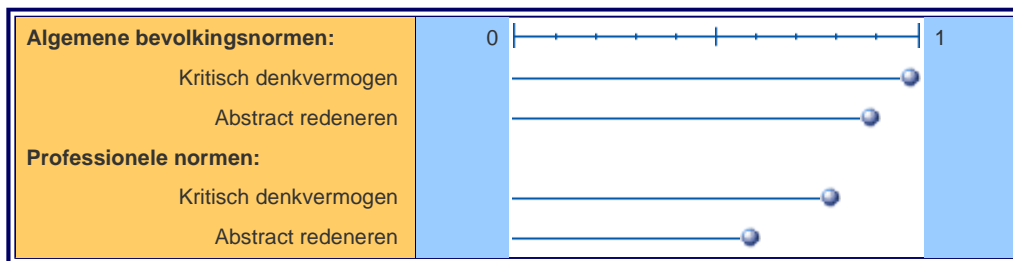 Algemene bevolkingsnormen: 0 1
Kritisch denkvermogen
Abstract redeneren
Professionele normen:
Kritisch denkvermogen
Abstract redeneren